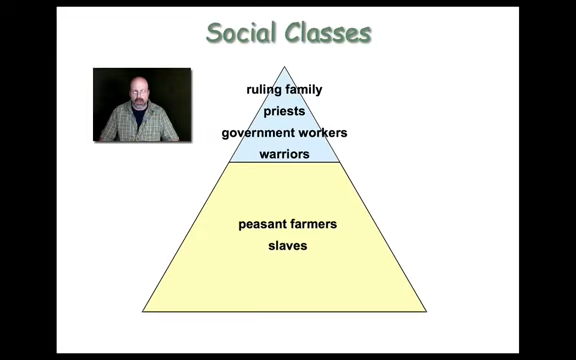 Social Classes
ruling family
priests
government workers
warriors
peasant farmers
slaves